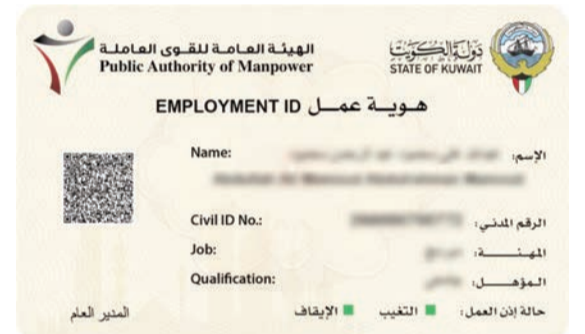 الهيئة العامة للقوى العاملة
Public Authority of Manpower
دولة الكويت
STATE OF KUWAIT
EMPLOYMENT ID هوية عمل
Name: الإسم:
Civil ID No.: الرقم المدني:
Job: المهنة:
Qualification: المؤهل:
حالة إذن العمل: التغيب الإيقاف
المدير العام